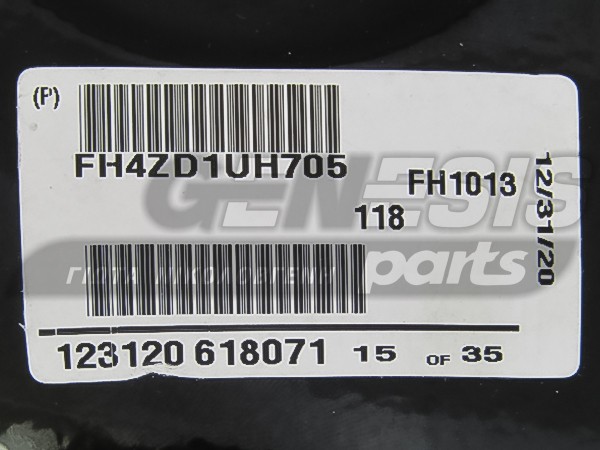 (P)
FH4ZD1UH705
FH1013
118
12/31/20
GENESIS
parts
123120 618071 15 OF 35